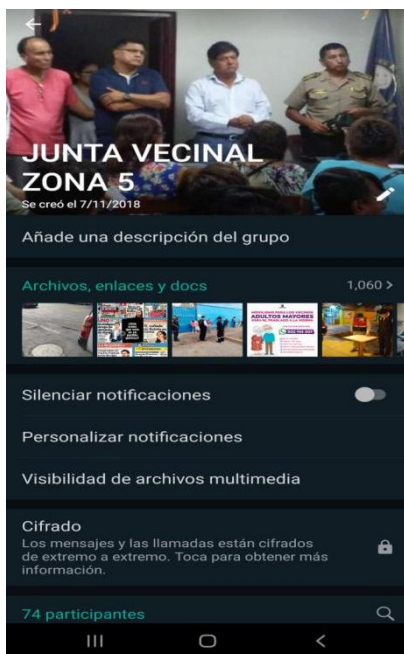 JUNTA VECINAL
ZONA 5
Se creó el 7/11/2018
Añade una descripción del grupo
Archivos, enlaces y docs 1,060 >
ADULTOS MAYORES
Silenciar notificaciones
Personalizar notificaciones
Visibilidad de archivos multimedia
Cifrado
Los mensajes y las llamadas están cifrados
de extremo a extremo. Toca para obtener más
información.
74 participantes